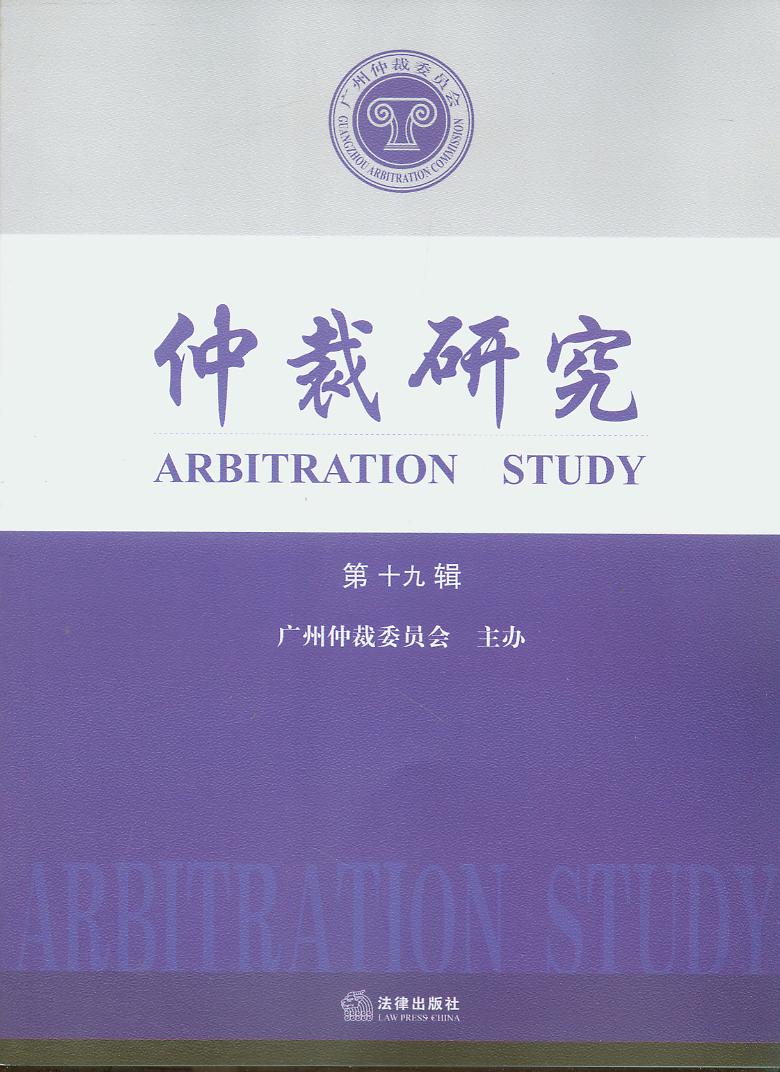 广州仲裁委员会
GUANGZHOU ARBITRATION COMMISSION
仲裁研究
ARBITRATION STUDY
第十九辑
广州仲裁委员会 主办
ARBITRATION STUDY
法律出版社
LAW PRESS·CHINA